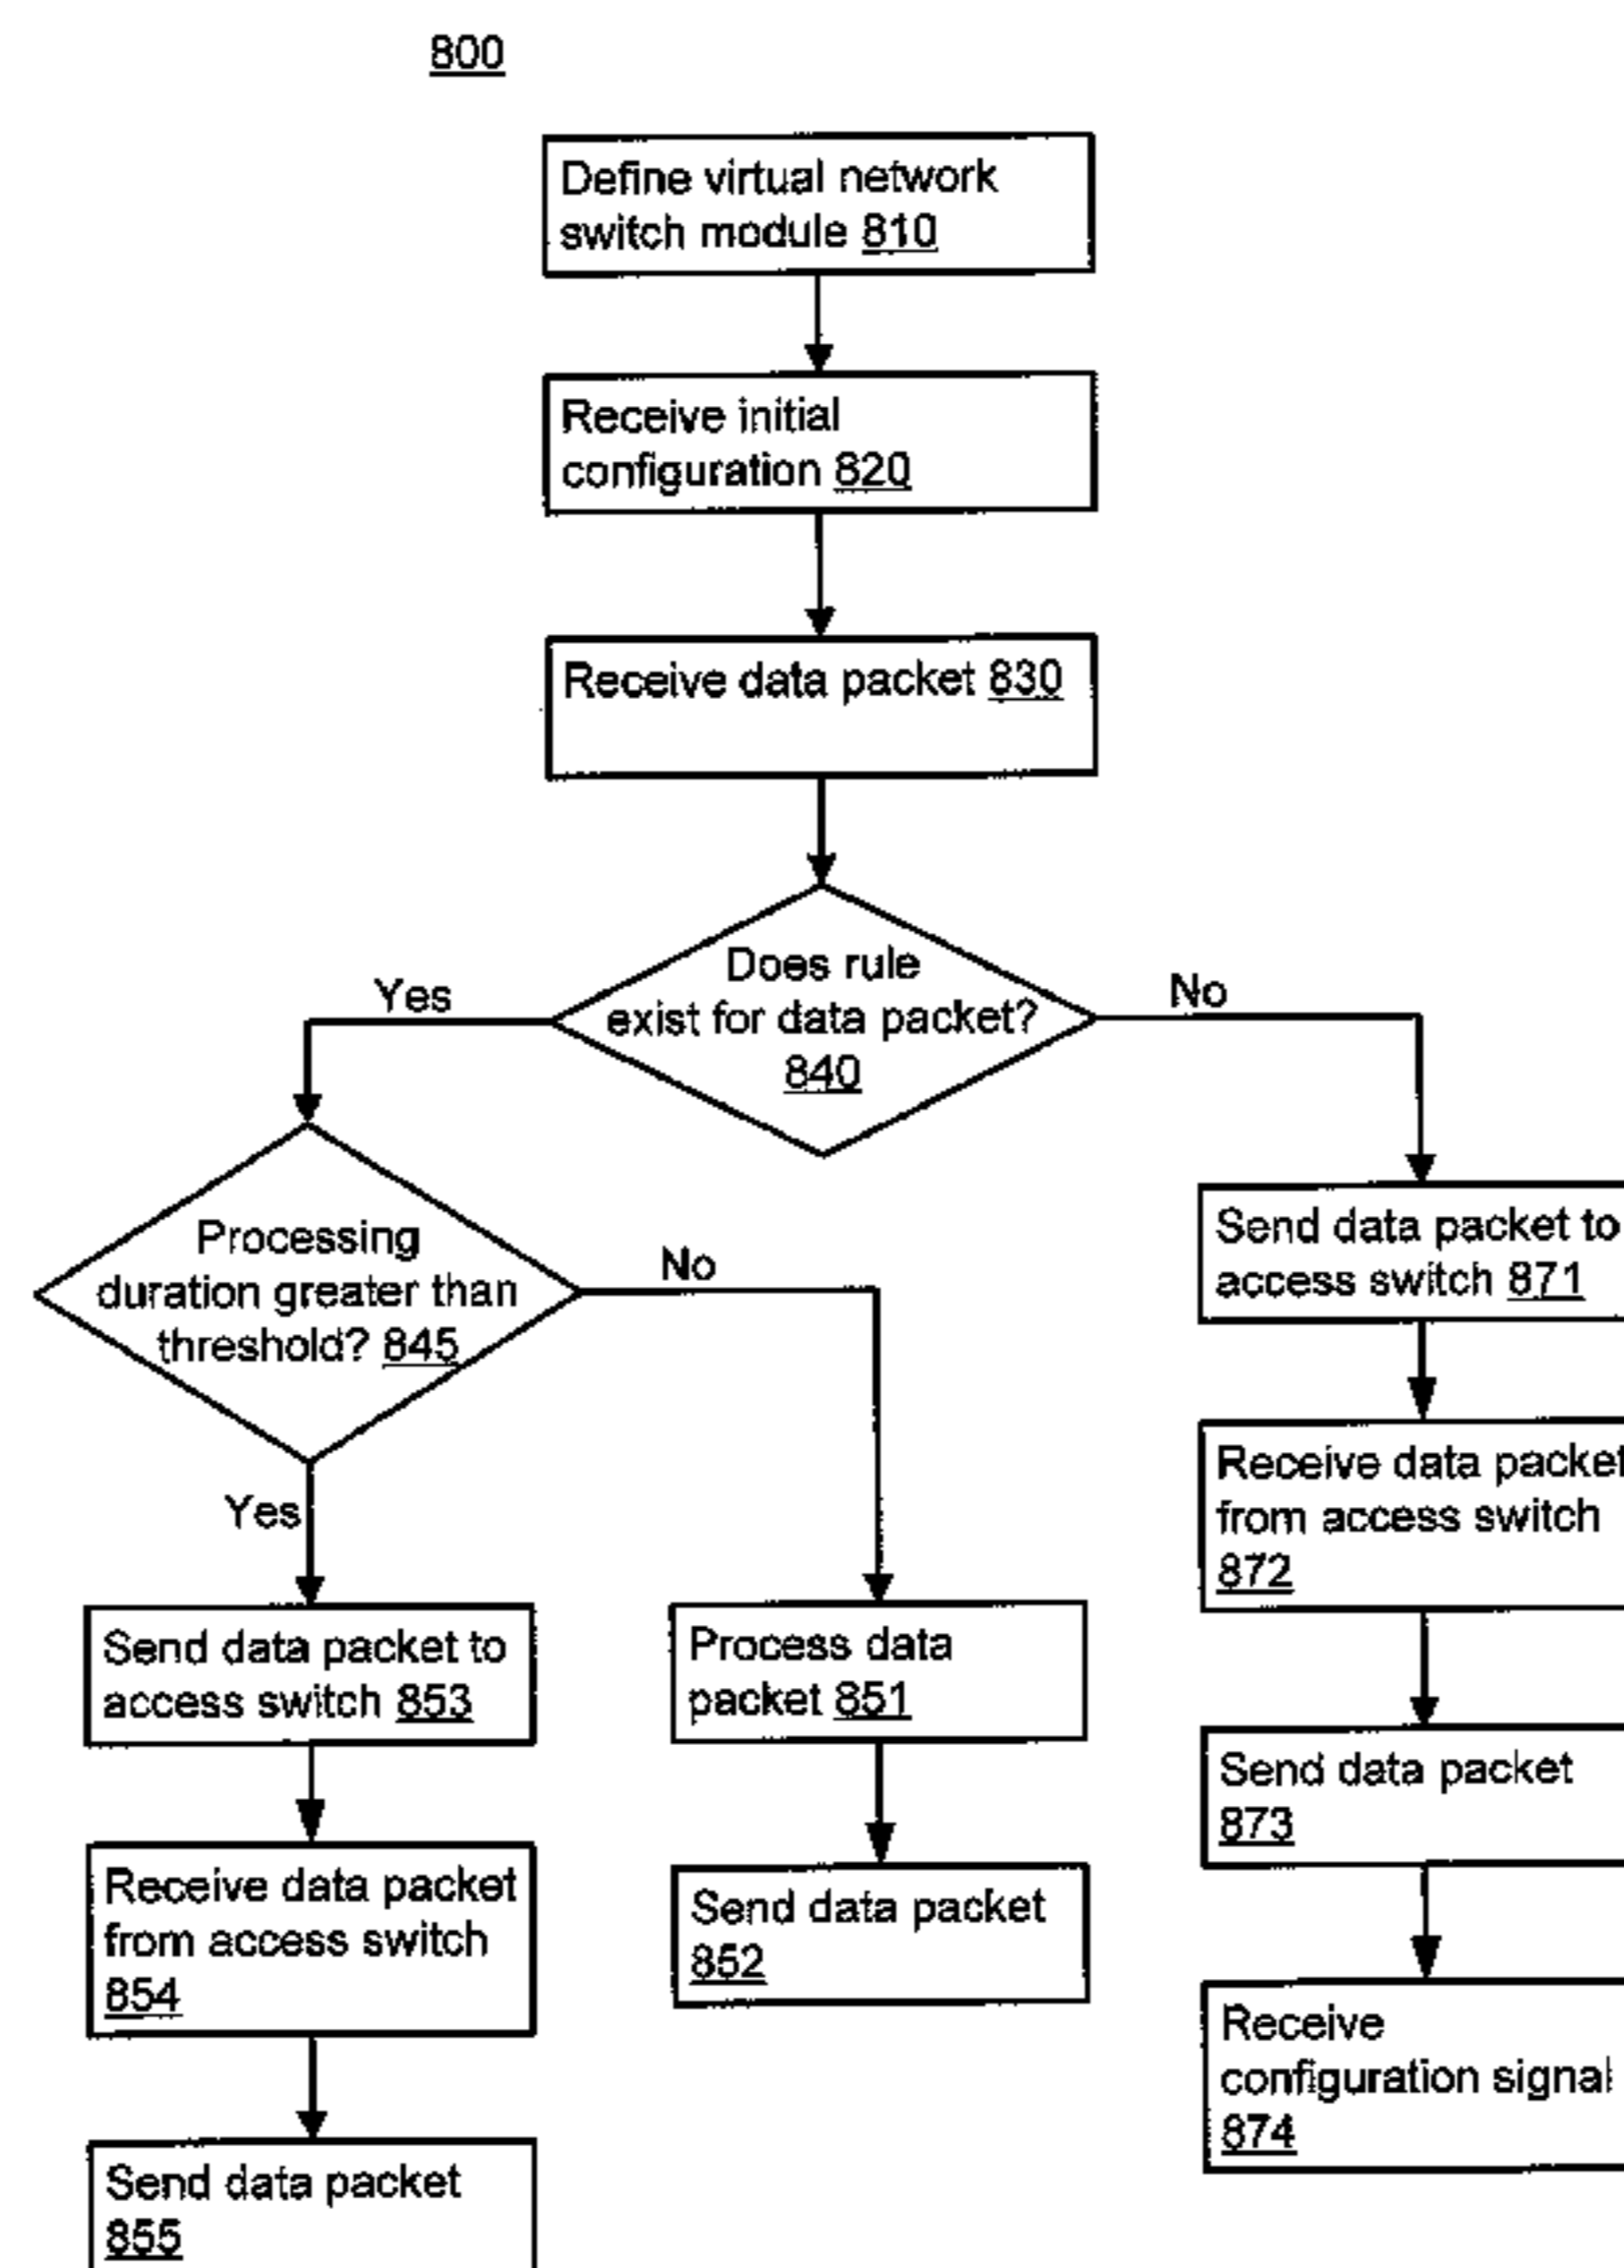 800
Define virtual network
switch module 810
Receive initial
configuration 820
Receive data packet 830
Does rule
exist for data packet?
840
Yes
No
Processing
duration greater than
threshold? 845
No
Yes
Send data packet to
access switch 871
Receive data packet
from access switch
872
Send data packet to
access switch 853
Process data
packet 851
Send data packet
873
Receive data packet
from access switch
854
Send data packet
852
Receive
configuration signal
874
Send data packet
855